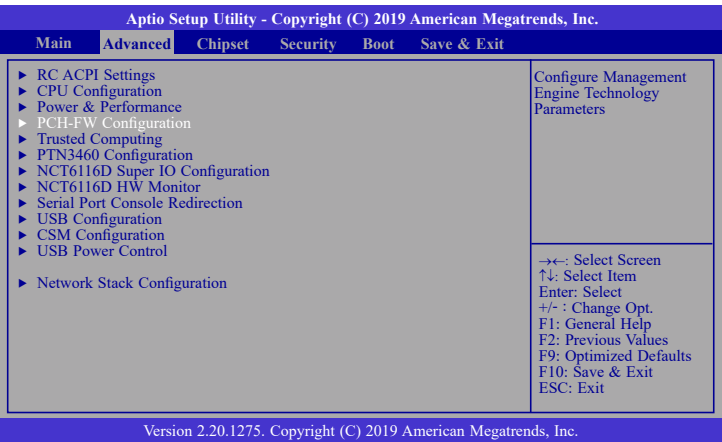 Aptio Setup Utility - Copyright (C) 2019 American Megatrends, Inc.
Main Advanced Chipset Security Boot Save & Exit
► RC ACPI Settings
► CPU Configuration
► Power & Performance
► PCH-FW Configuration
► Trusted Computing
► PTN3460 Configuration
► NCT6116D Super IO Configuration
► NCT6116D HW Monitor
► Serial Port Console Redirection
► USB Configuration
► CSM Configuration
► USB Power Control
► Network Stack Configuration
Configure Management
Engine Technology
Parameters
→←: Select Screen
↑↓: Select Item
Enter: Select
+/- : Change Opt.
F1: General Help
F2: Previous Values
F9: Optimized Defaults
F10: Save & Exit
ESC: Exit
Version 2.20.1275. Copyright (C) 2019 American Megatrends, Inc.